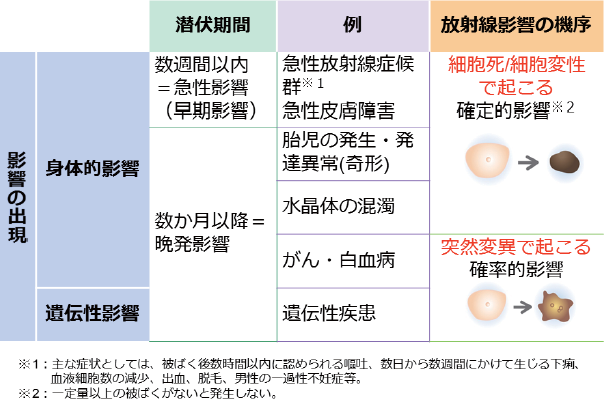 潜伏期間
例
放射線影響の機序
影響の出現
身体的影響
数週間以内
＝急性影響
（早期影響）
急性放射線症候
群※１
急性皮膚障害
細胞死/細胞変性
で起こる
確定的影響※２
数か月以降＝
晩発影響
胎児の発生・発
達異常(奇形)
水晶体の混濁
がん・白血病
突然変異で起こる
確率的影響
遺伝性影響
遺伝性疾患
※１：主な症状としては、被ばく後数時間以内に認められる嘔吐、数日から数週間にかけて生じる下痢、
血液細胞数の減少、出血、脱毛、男性の一過性不妊症等。
※２：一定量以上の被ばくがないと発生しない。